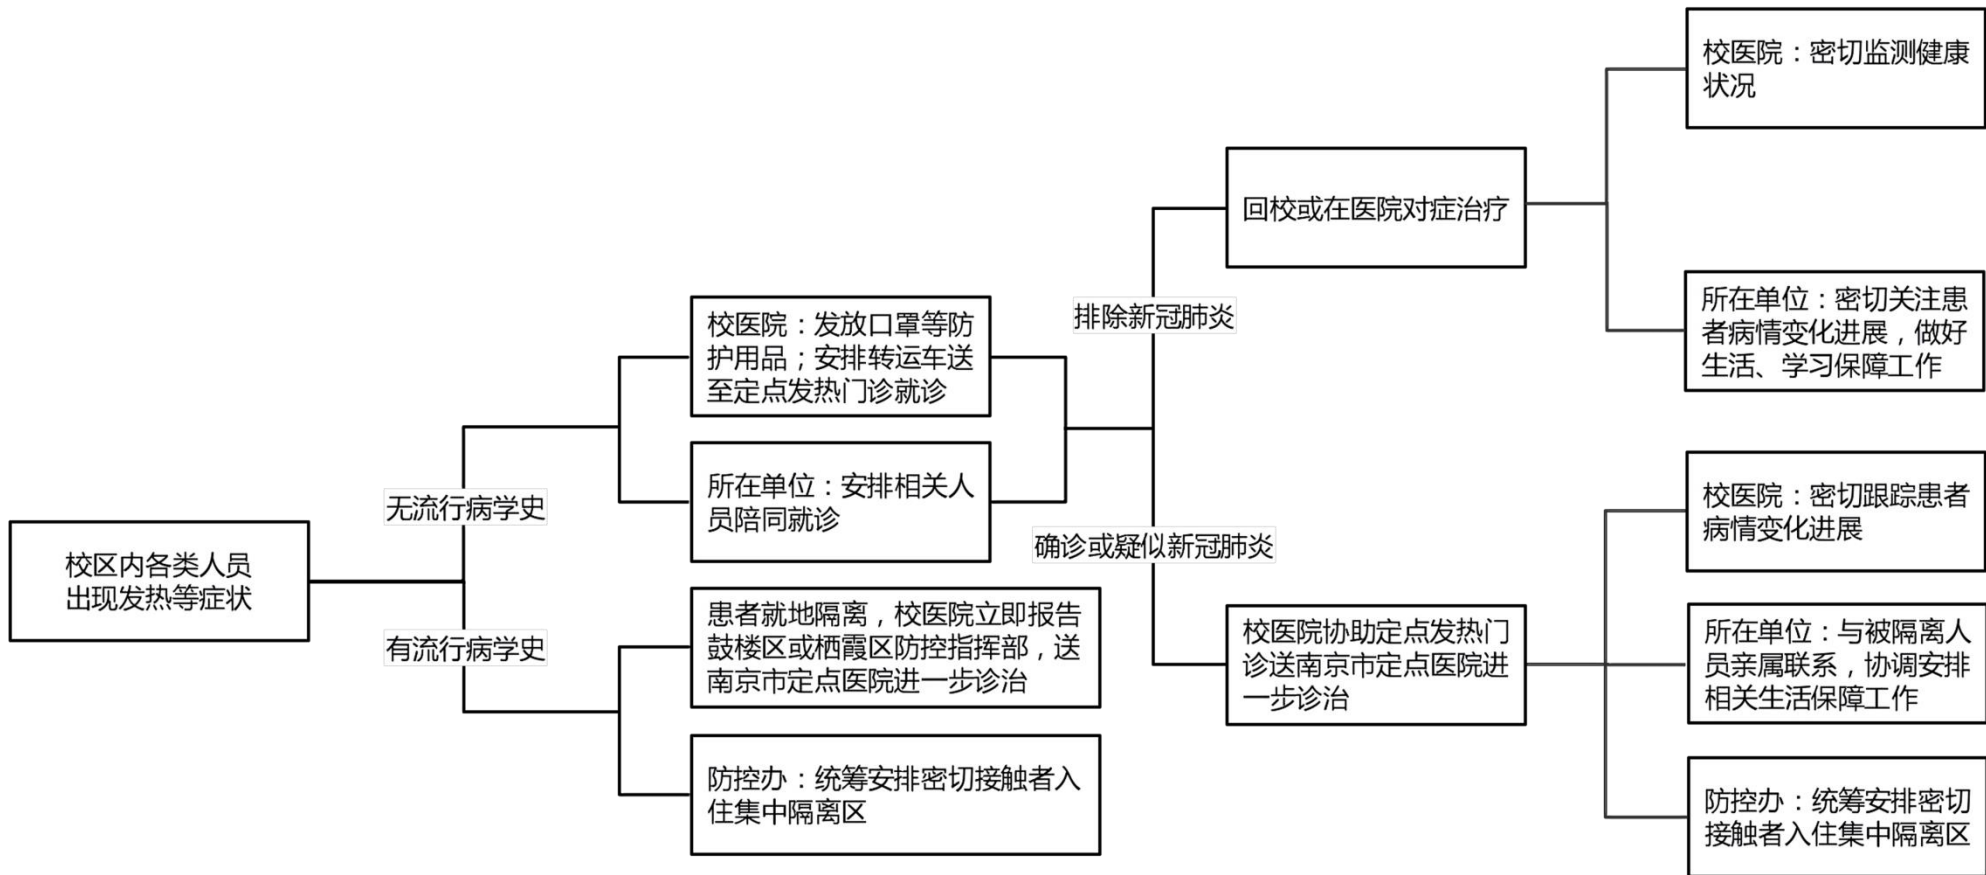 校区内各类人员
出现发热等症状
无流行病学史
有流行病学史
校医院：发放口罩等防
护用品；安排转运车送
至定点发热门诊就诊
所在单位：安排相关人
员陪同就诊
患者就地隔离，校医院立即报告
鼓楼区或栖霞区防控指挥部，送
南京市定点医院进一步诊治
防控办：统筹安排密切接触者入
住集中隔离区
排除新冠肺炎
确诊或疑似新冠肺炎
回校或在医院对症治疗
校医院协助定点发热门
诊送南京市定点医院进
一步诊治
校医院：密切监测健康
状况
所在单位：密切关注患
者病情变化进展，做好
生活、学习保障工作
校医院：密切跟踪患者
病情变化进展
所在单位：与被隔离人
员亲属联系，协调安排
相关生活保障工作
防控办：统筹安排密切
接触者入住集中隔离区